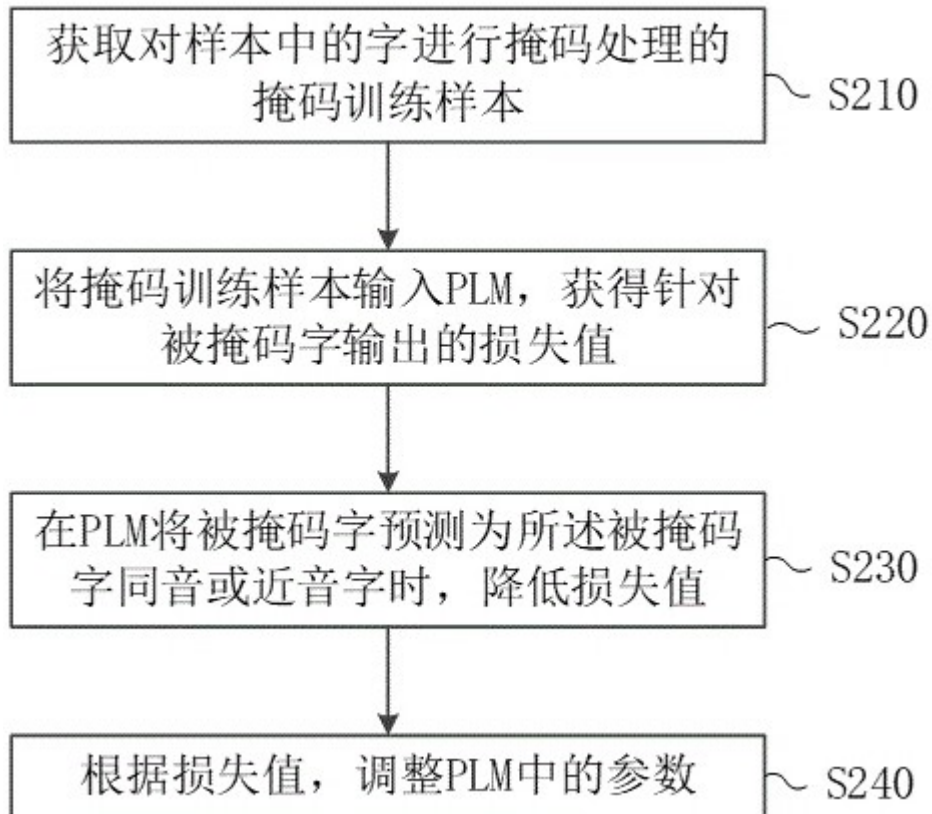 获取对样本中的字进行掩码处理的
掩码训练样本
S210
将掩码训练样本输入PLM，获得针对
被掩码字输出的损失值
S220
在PLM将被掩码字预测为所述被掩码
字同音或近音字时，降低损失值
S230
根据损失值，调整PLM中的参数
S240